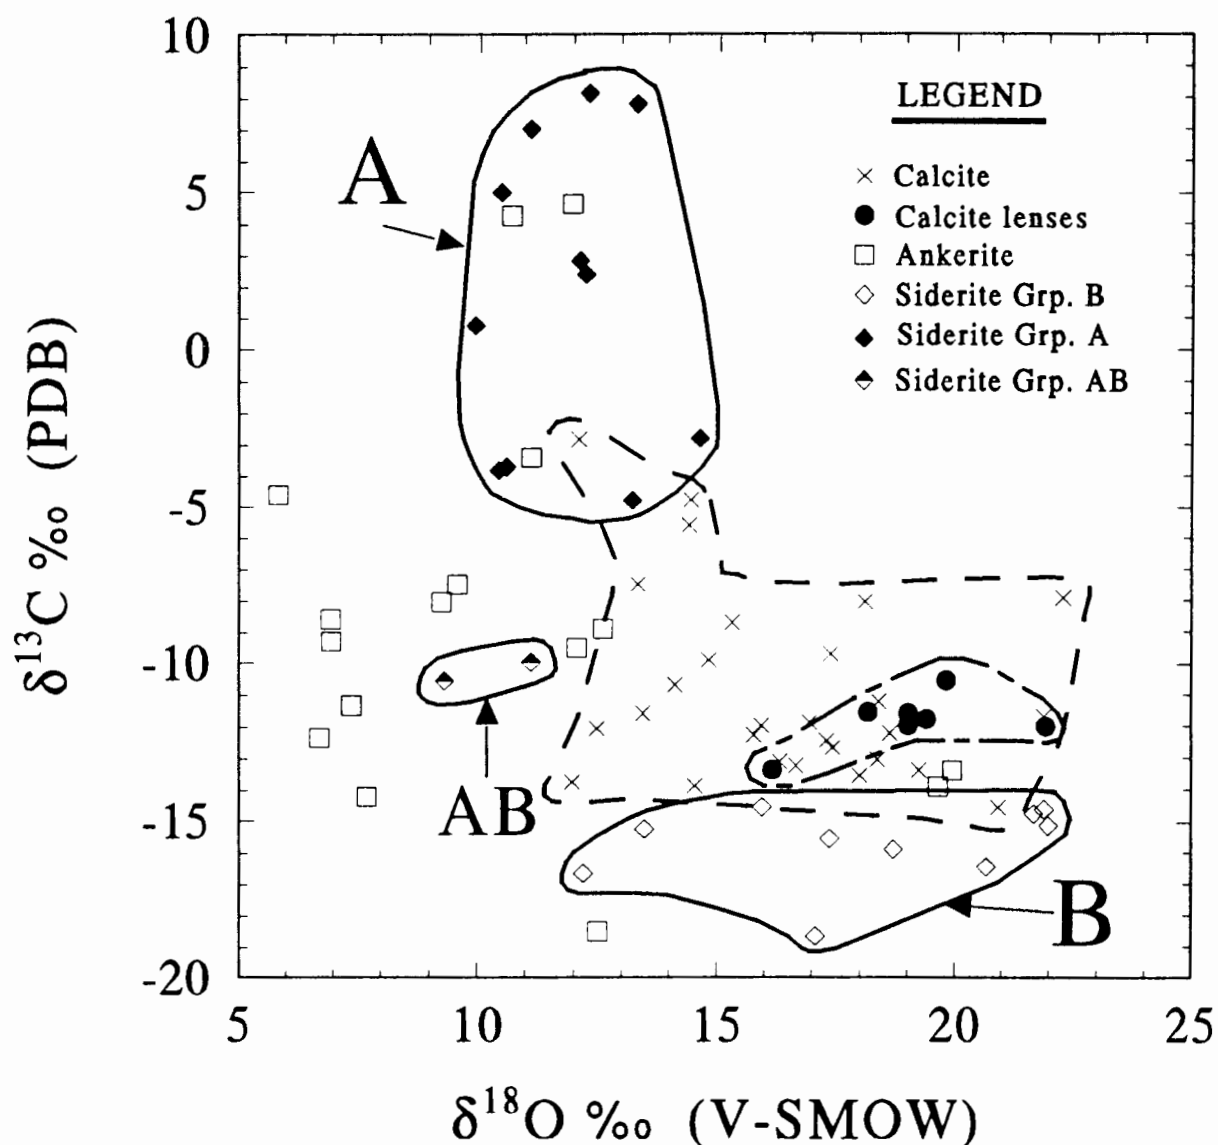 10
5
0
-5
-10
-15
-20
δ13C ‰ (PDB)
A
AB
B
LEGEND
Calcite
Calcite lenses
Ankerite
Siderite Grp. B
Siderite Grp. A
Siderite Grp. AB
5 10 15 20 25
δ18O ‰ (V-SMOW)